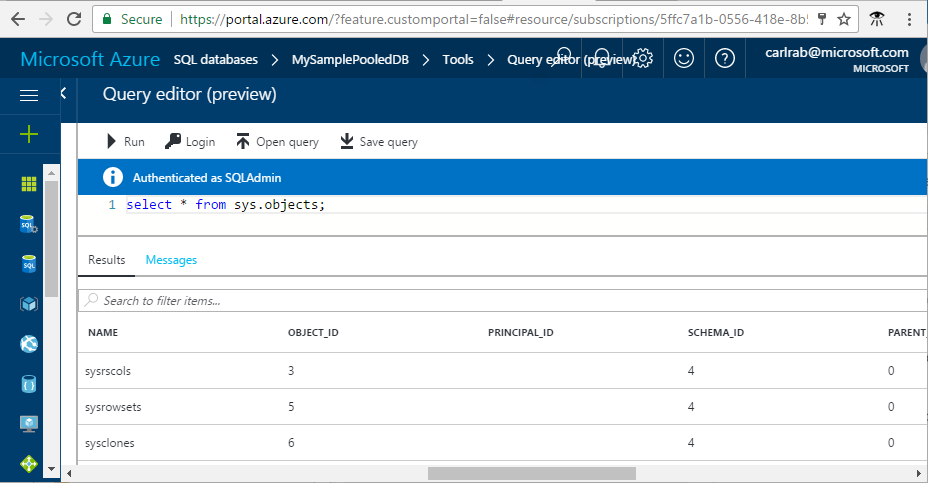 Secure https://portal.azure.com/?feature.customportal=false#resource/subscriptions/5ffc7a1b-0556-418e-8b5
Microsoft Azure SQL databases > MySamplePooledDB > Tools > Query editor (preview) carlrab@microsoft.com
MICROSOFT
Query editor (preview)
Run Login Open query Save query
Authenticated as SQLAdmin
1 select * from sys.objects;
Results Messages
Search to filter items...
NAME OBJECT_ID PRINCIPAL_ID SCHEMA_ID PARENT_
sysrscols 3 4 0
sysrowsets 5 4 0
sysclones 6 4 0
SQL
SQL